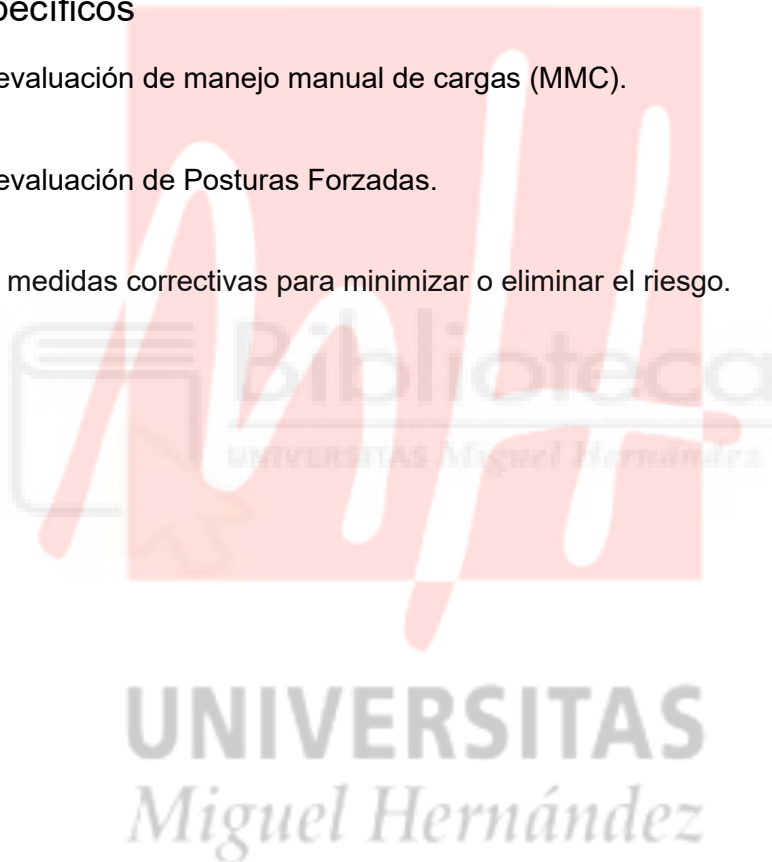 pecíficos
evaluación de manejo manual de cargas (MMC).
evaluación de Posturas Forzadas.
medidas correctivas para minimizar o eliminar el riesgo.
Biblioteca
UNIVERSITAS Miguel Hernández
UNIVERSITAS
Miguel Hernández